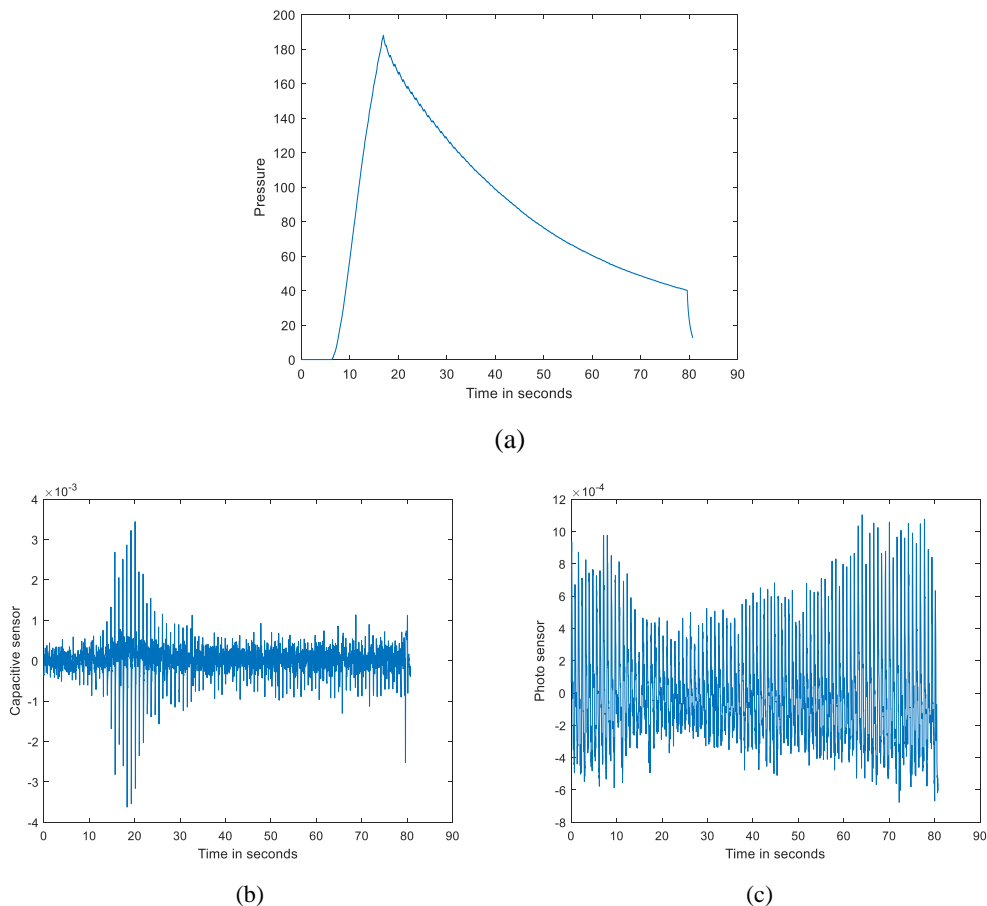 200
180
160
140
120
100
80
60
40
20
0
Pressure
0 10 20 30 40 50 60 70 80 90
Time in seconds
(a)
×10-3
4
3
2
1
0
-1
-2
-3
-4
Capacitive sensor
0 10 20 30 40 50 60 70 80 90
Time in seconds
(b)
×10-4
12
10
8
6
4
2
0
-2
-4
-6
-8
Photo sensor
0 10 20 30 40 50 60 70 80 90
Time in seconds
(c)